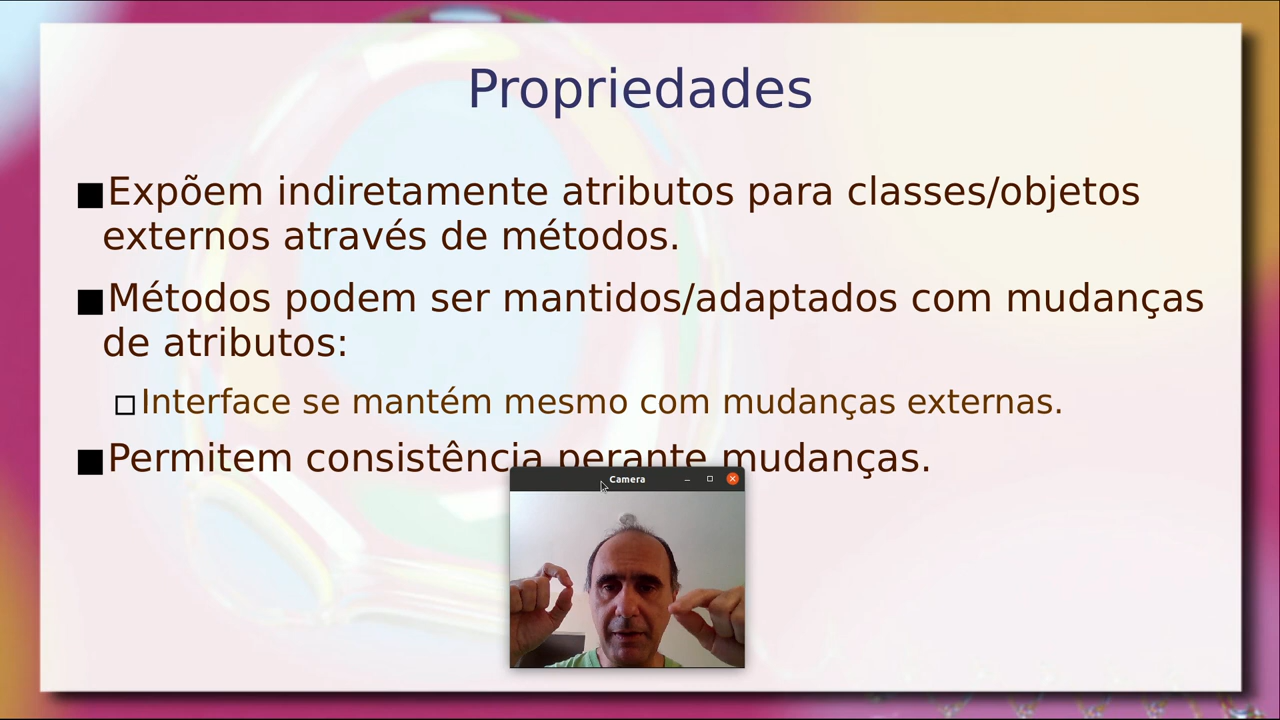 Propriedades
Expõem indiretamente atributos para classes/objetos
externos através de métodos.
Métodos podem ser mantidos/adaptados com mudanças
de atributos:
Interface se mantém mesmo com mudanças externas.
Permitem consistência perante mudanças.
Camera